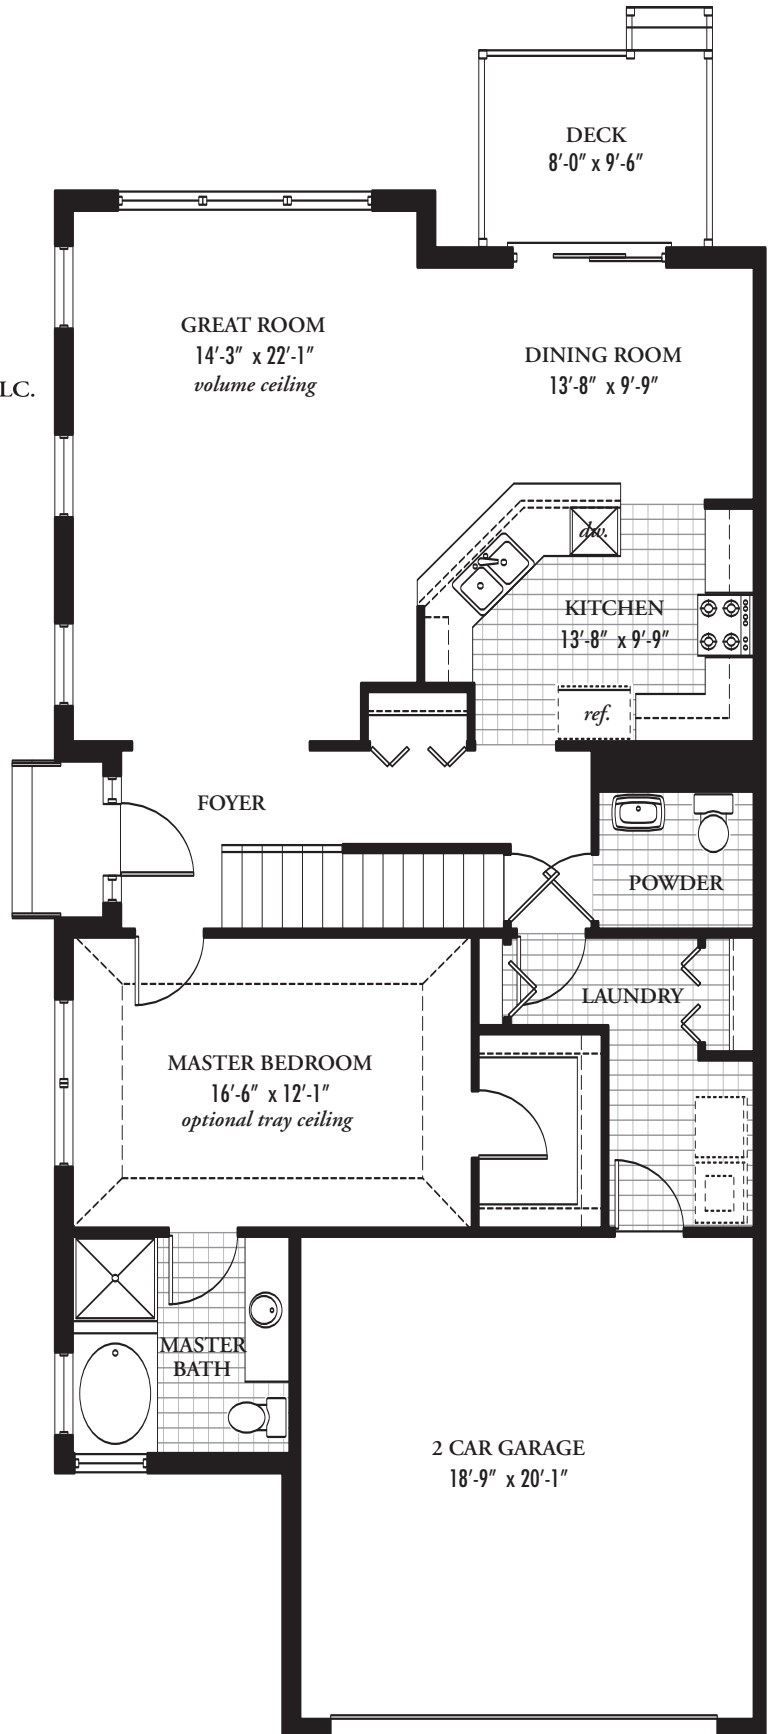 DECK
8'-0" x 9'-6"
GREAT ROOM
14'-3" x 22'-1"
volume ceiling
DINING ROOM
13'-8" x 9'-9"
LC.
dw.
KITCHEN
13'-8" x 9'-9"
ref.
FOYER
POWDER
LAUNDRY
MASTER BEDROOM
16'-6" x 12'-1"
optional tray ceiling
MASTER
BATH
2 CAR GARAGE
18'-9" x 20'-1"